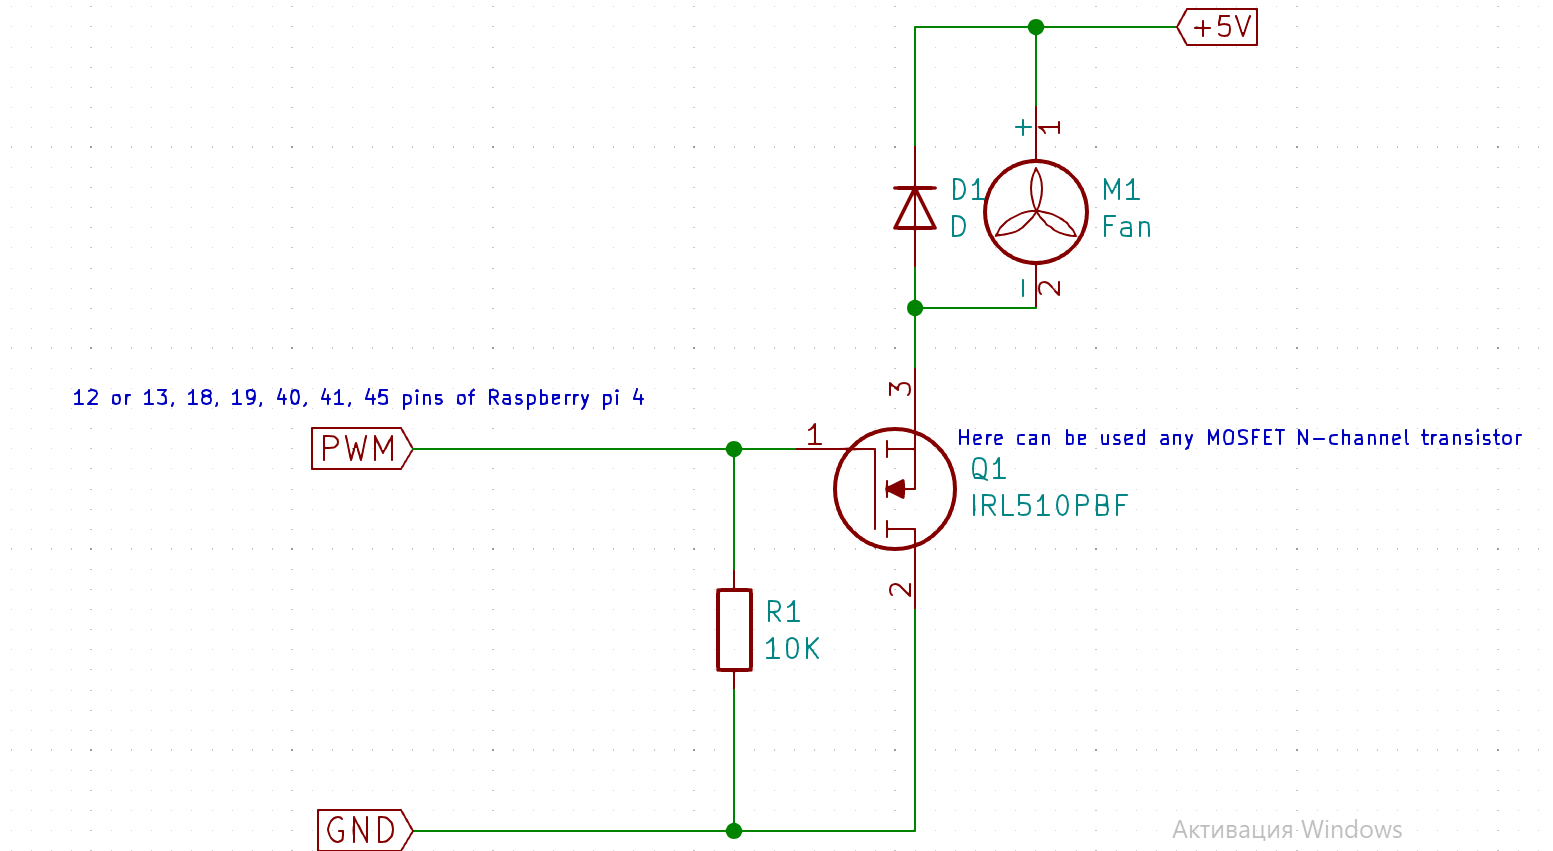 +5V
+ 1
D1
D
M1
Fan
– 2
3
12 or 13, 18, 19, 40, 41, 45 pins of Raspberry pi 4
PWM
1
Here can be used any MOSFET N-channel transistor
Q1
IRL510PBF
2
R1
10K
GND
Активация Windows